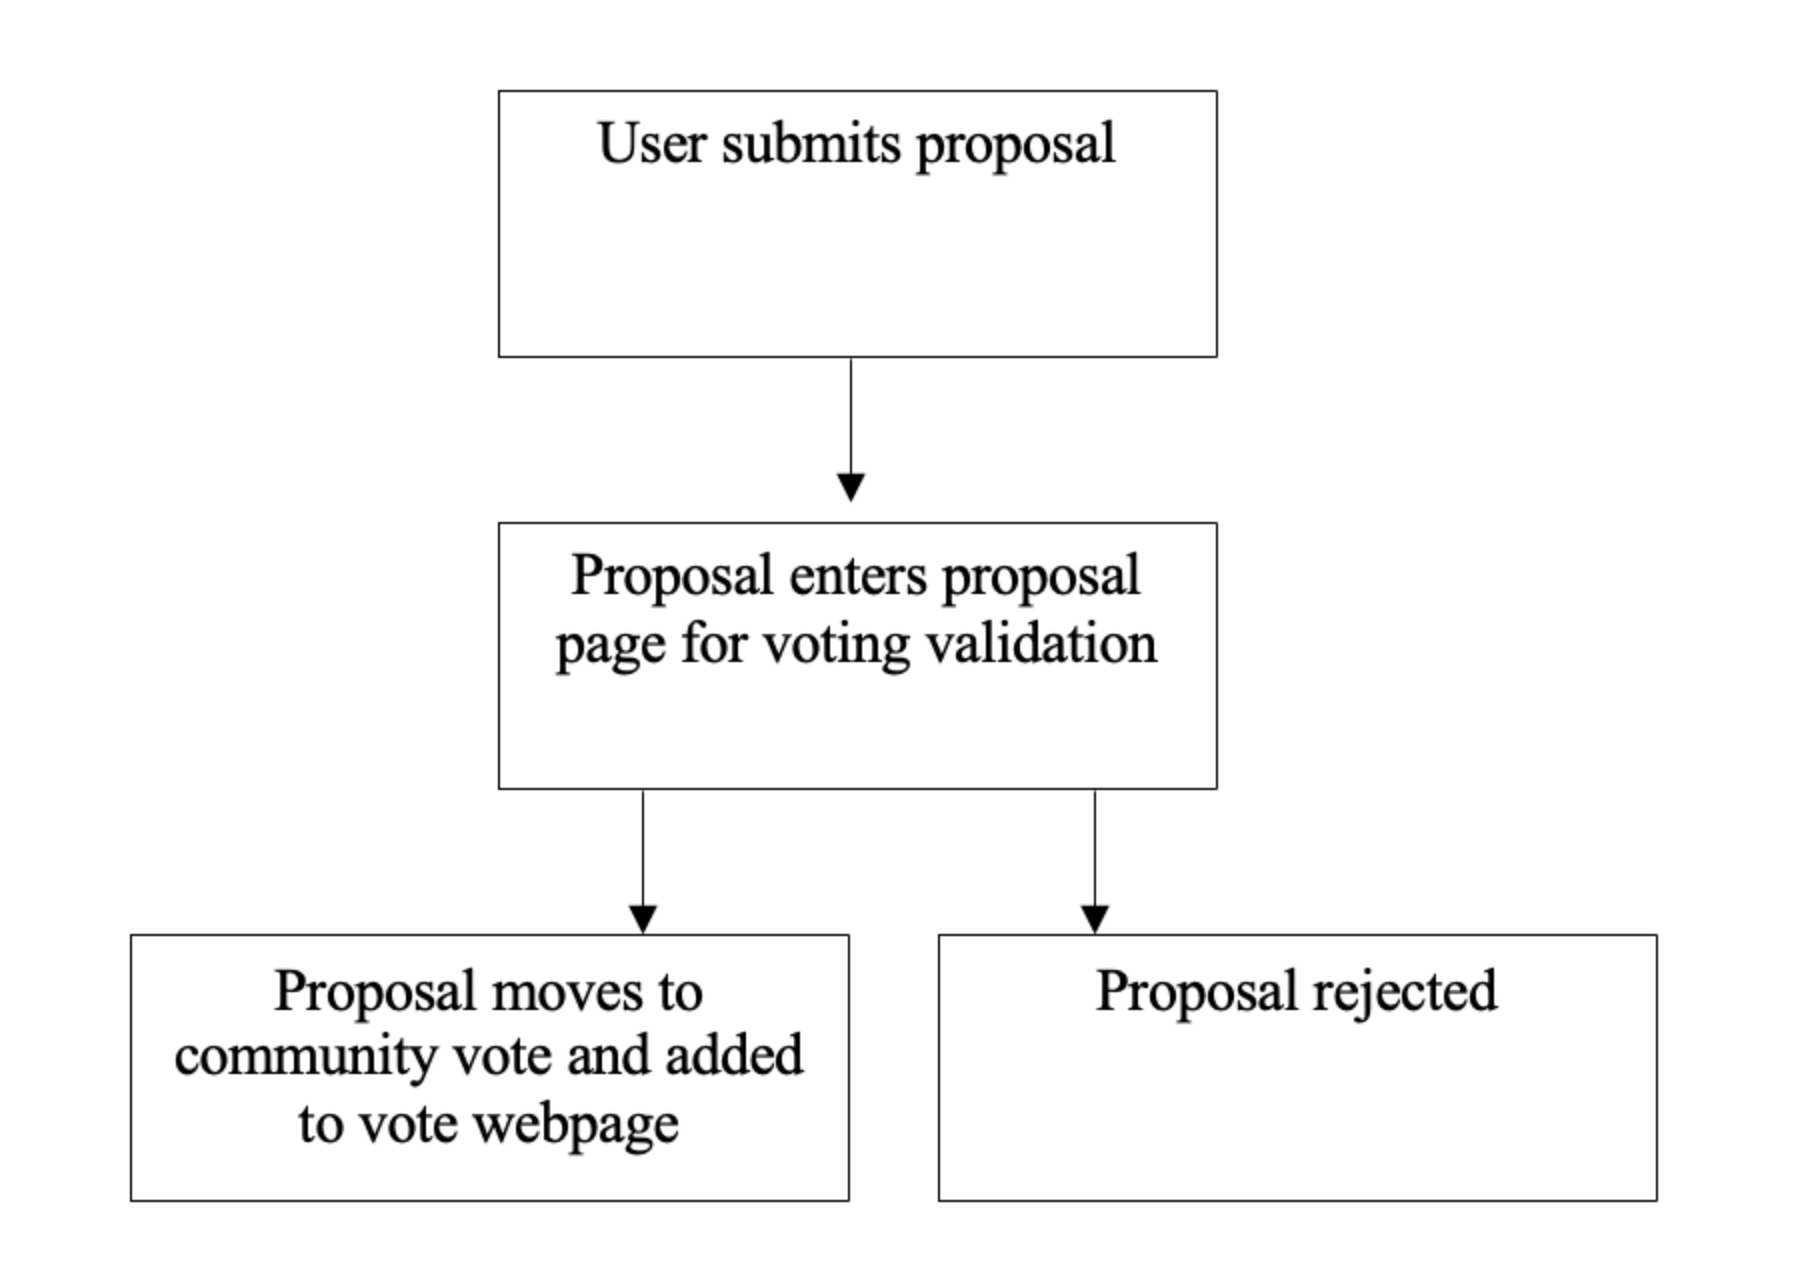 User submits proposal
Proposal enters proposal
page for voting validation
Proposal moves to
community vote and added
to vote webpage
Proposal rejected